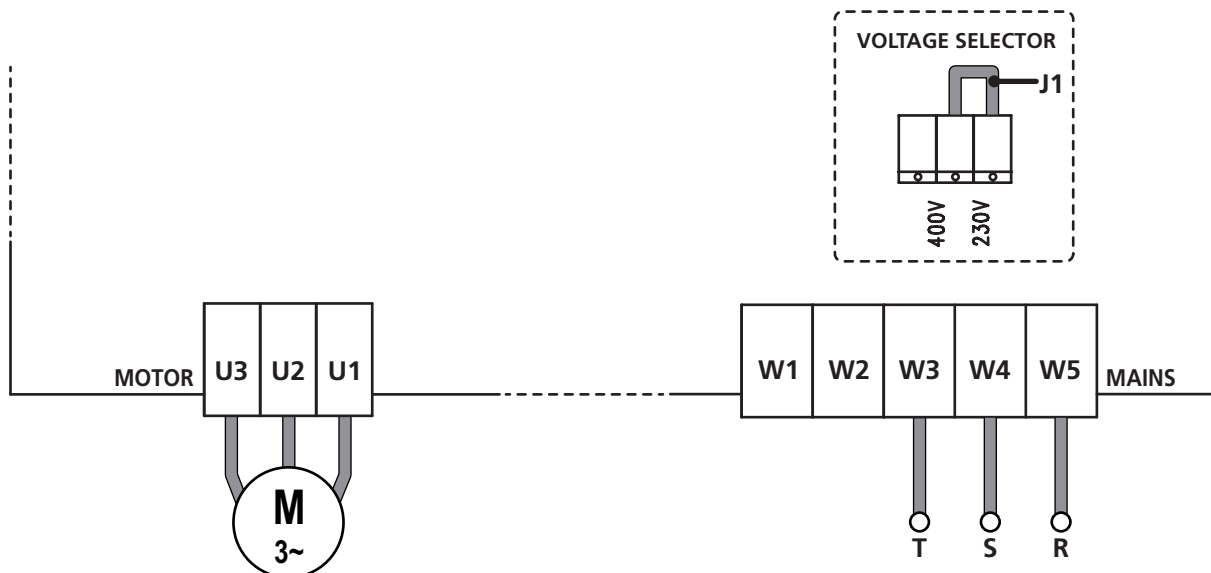 VOLTAGE SELECTOR
J1
400V
230V
MOTOR U3 U2 U1
W1 W2 W3 W4 W5 MAINS
M
3~
T S R